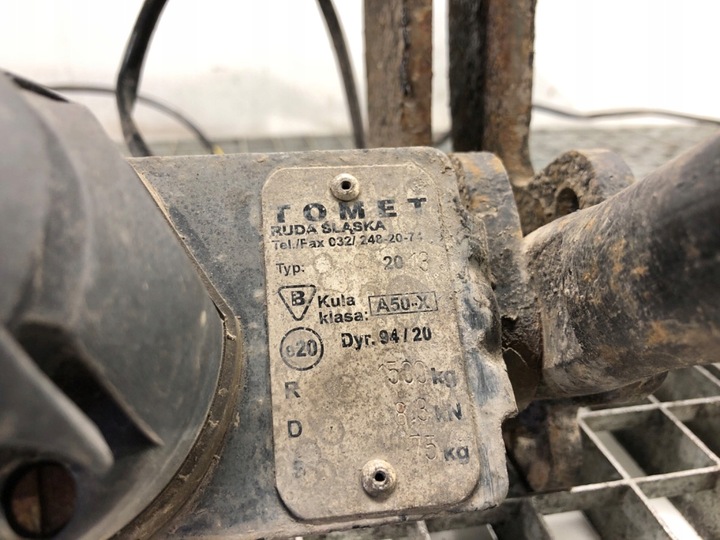 TOMET
RUDA ŚLĄSKA
Tel./Fax 032/ 248-20-74
Typ: 2013
B Kula klasa: A50-X
e20 Dyr. 94/20
R 1500 kg
D 8,3 kN
S 75 kg